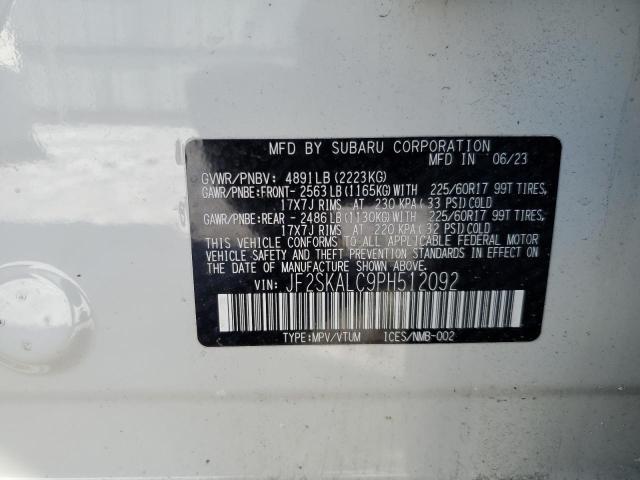 MFD BY SUBARU CORPORATION
MFD IN 06/23
GVWR/PNBV: 4891LB (2223KG)
GAWR/PNBE:FRONT- 2563LB (1165KG)WITH 225/60R17 99T TIRES,
17X7J RIMS AT 230 KPA (33 PSI)COLD
GAWR/PNBE:REAR - 2486LB (1130KG)WITH 225/60R17 99T TIRES,
17X7J RIMS AT 220 KPA (32 PSI)COLD
THIS VEHICLE CONFORMS TO ALL APPLICABLE FEDERAL MOTOR
VEHICLE SAFETY AND THEFT PREVENTION STANDARDS IN EFFECT ON
THE DATE OF MANUFACTURE SHOWN ABOVE.
VIN: JF2SKALC9PH512092
TYPE:MPV/VTUM ICES/NMB-002